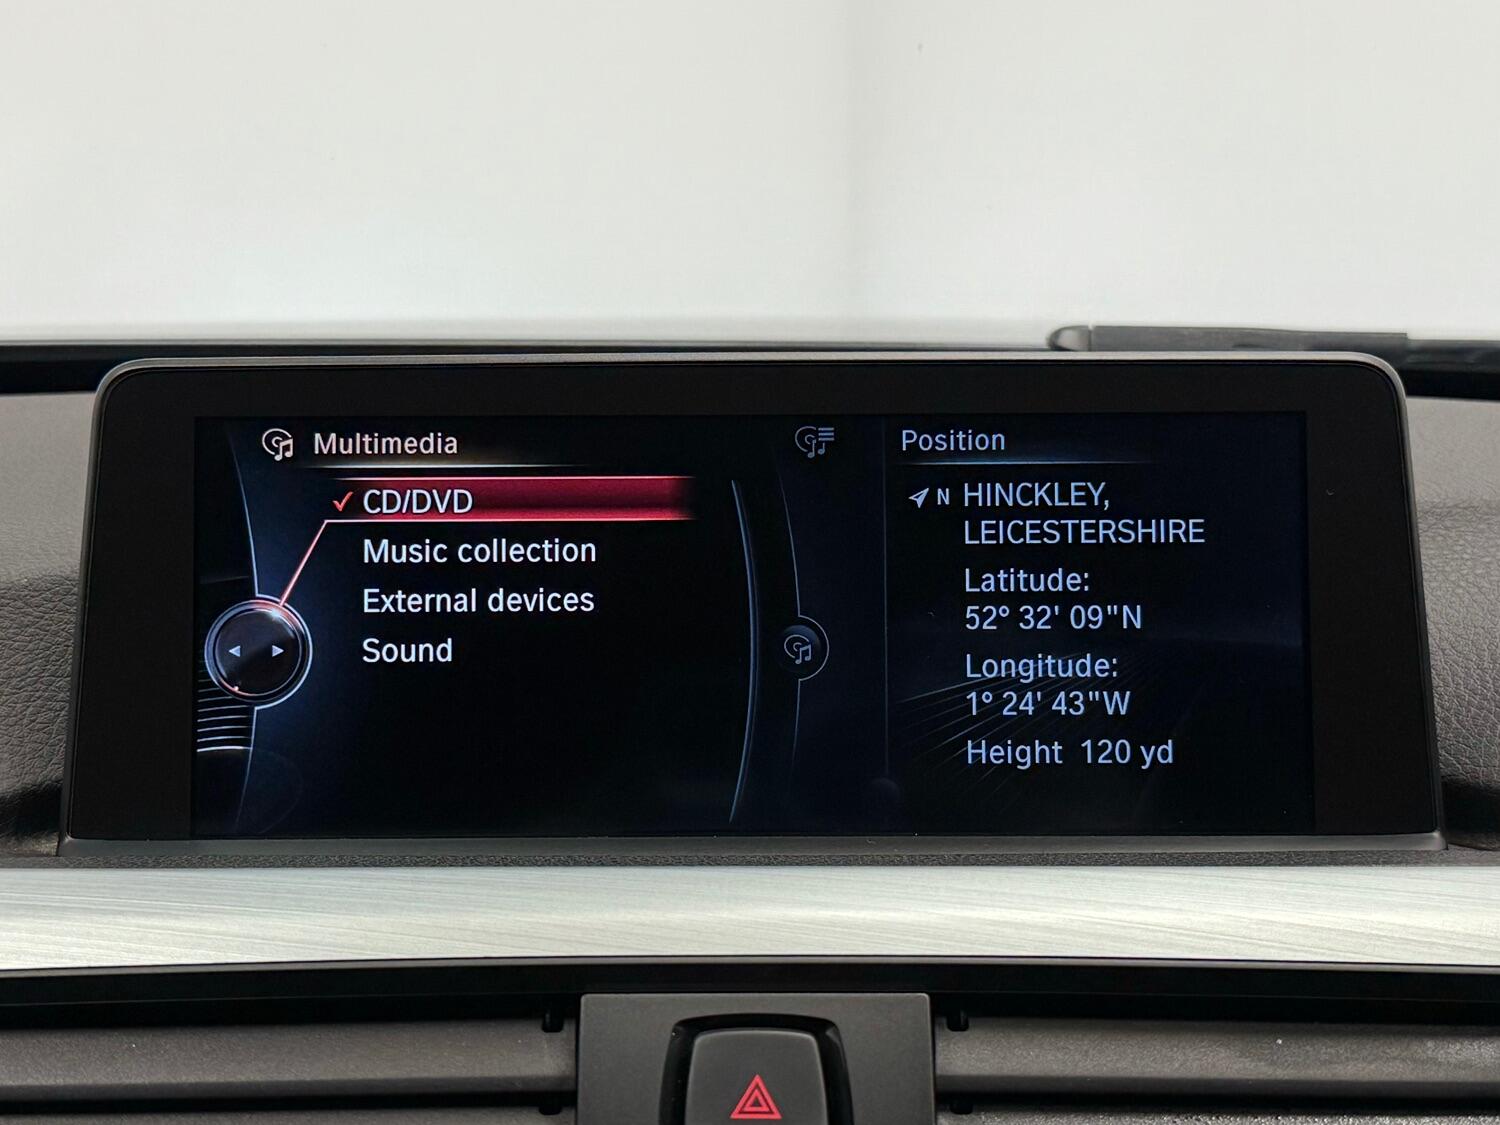 Multimedia
CD/DVD
Music collection
External devices
Sound
Position
N HINCKLEY,
LEICESTERSHIRE
Latitude:
52° 32' 09"N
Longitude:
1° 24' 43"W
Height 120 yd